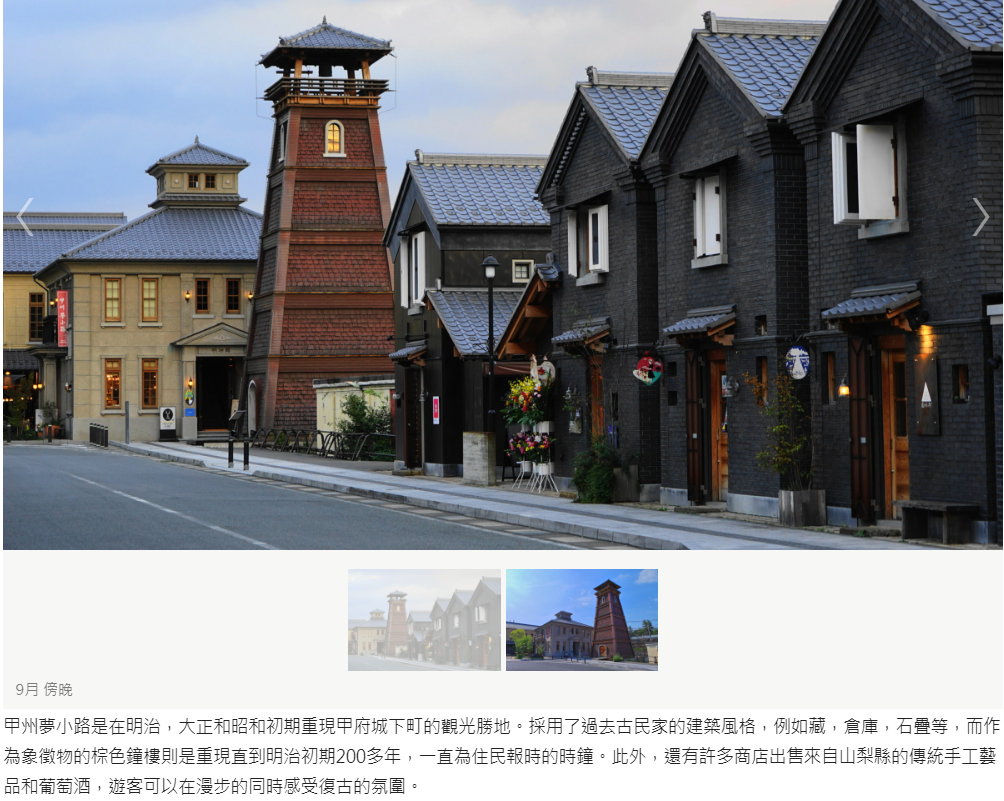 甲州夢小路
9月 傍晚
甲州夢小路是在明治，大正和昭和初期重現甲府城下町的觀光勝地。採用了過去古民家的建築風格，例如藏，倉庫，石疊等，而作
為象徵物的棕色鐘樓則是重現直到明治初期200多年，一直為住民報時的時鐘。此外，還有許多商店出售來自山梨縣的傳統手工藝
品和葡萄酒，遊客可以在漫步的同時感受復古的氛圍。